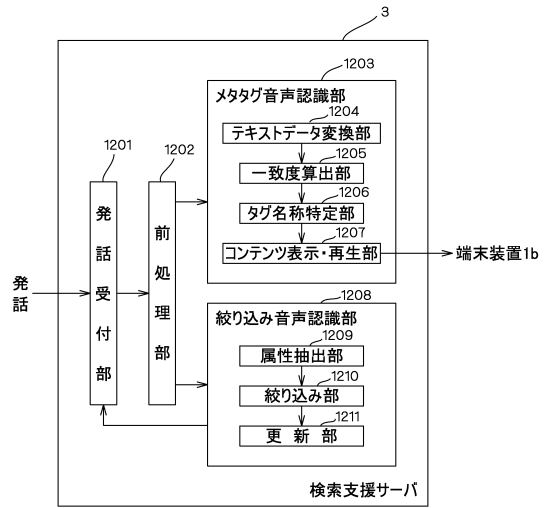 3
1203
メタタグ音声認識部
1204
テキストデータ変換部
1205
一致度算出部
1206
タグ名称特定部
1207
コンテンツ表示・再生部
端末装置1b
1201
発話受付部
1202
前処理部
発話
1208
絞り込み音声認識部
1209
属性抽出部
1210
絞り込み部
1211
更新部
検索支援サーバ